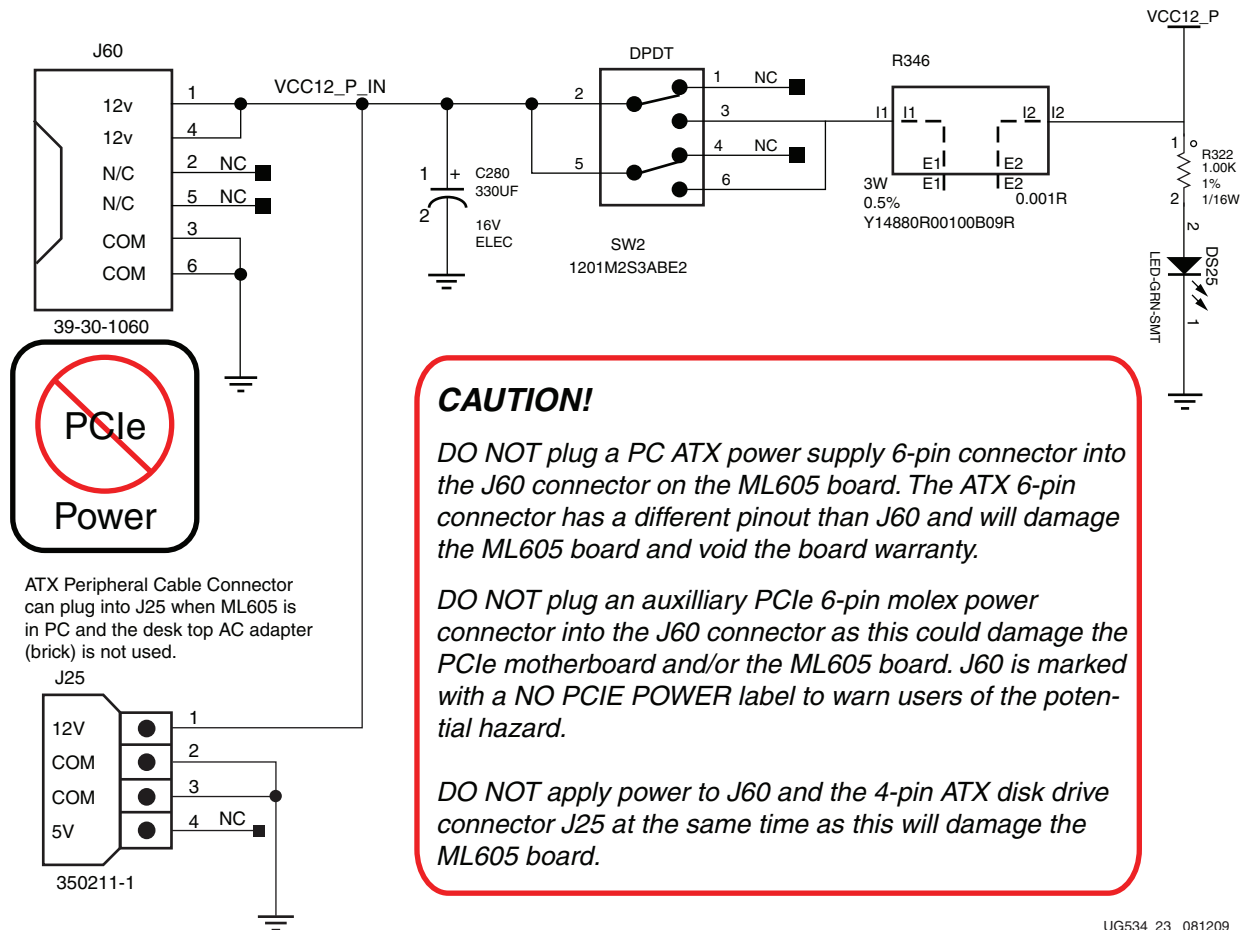 VCC12_P
J60
12v 1
12v 4
N/C 2 NC
N/C 5 NC
COM 3
COM 6
39-30-1060
VCC12_P_IN
1 +
2
C280
330UF
16V
ELEC
DPDT
2
5
1 NC
3
4 NC
6
SW2
1201M2S3ABE2
R346
I1 I1 I2 I2
E1 E2
E1 E2
3W
0.5%
0.001R
Y14880R00100B09R
1
2
R322
1.00K
1%
1/16W
2
DS25
LED-GRN-SMT
1
PCIe
Power
ATX Peripheral Cable Connector
can plug into J25 when ML605 is
in PC and the desk top AC adapter
(brick) is not used.
J25
12V 1
COM 2
COM 3
5V 4 NC
350211-1
CAUTION!
DO NOT plug a PC ATX power supply 6-pin connector into
the J60 connector on the ML605 board. The ATX 6-pin
connector has a different pinout than J60 and will damage
the ML605 board and void the board warranty.
DO NOT plug an auxilliary PCIe 6-pin molex power
connector into the J60 connector as this could damage the
PCIe motherboard and/or the ML605 board. J60 is marked
with a NO PCIE POWER label to warn users of the poten-
tial hazard.
DO NOT apply power to J60 and the 4-pin ATX disk drive
connector J25 at the same time as this will damage the
ML605 board.
UG534_23_081209